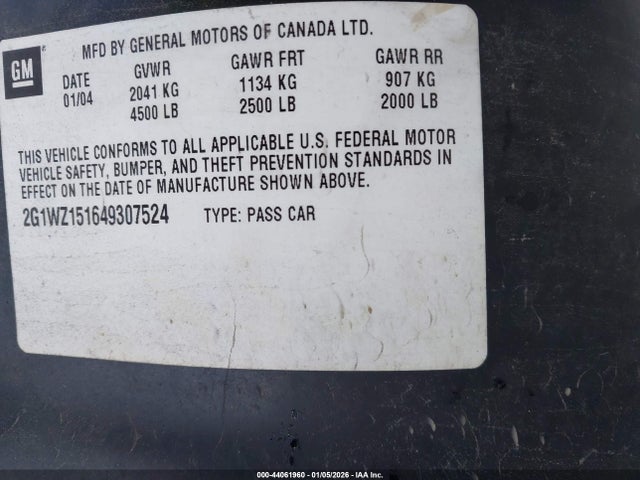 MFD BY GENERAL MOTORS OF CANADA LTD.
GM®
DATE GVWR GAWR FRT GAWR RR
01/04 2041 KG 1134 KG 907 KG
4500 LB 2500 LB 2000 LB
THIS VEHICLE CONFORMS TO ALL APPLICABLE U.S. FEDERAL MOTOR
VEHICLE SAFETY, BUMPER, AND THEFT PREVENTION STANDARDS IN
EFFECT ON THE DATE OF MANUFACTURE SHOWN ABOVE.
2G1WZ151649307524 TYPE: PASS CAR
000-44061960 - 01/05/2026 - IAA Inc.